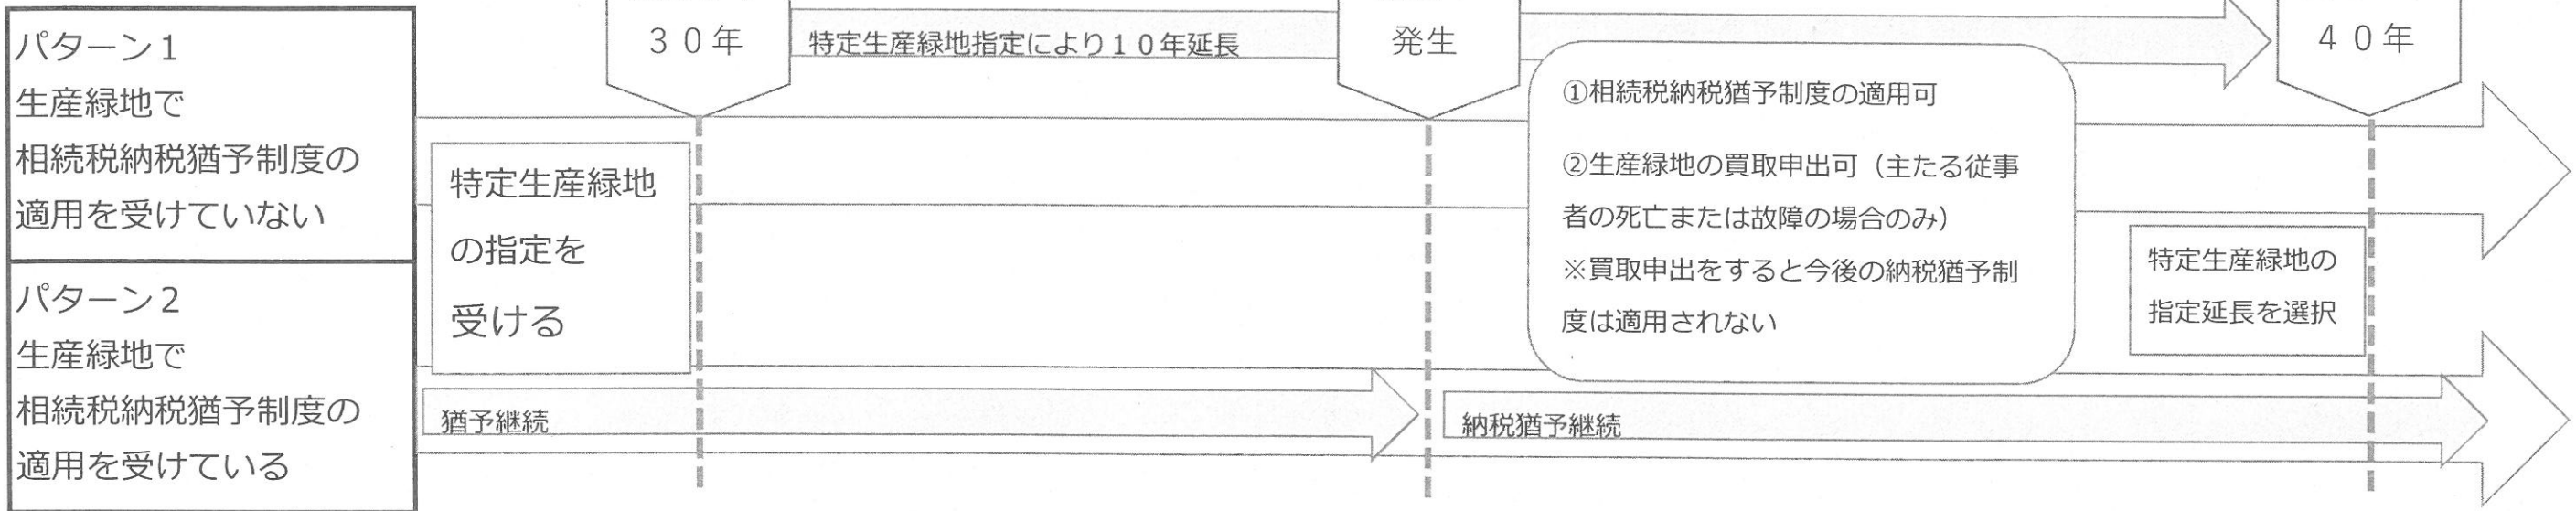 ３０年
特定生産緑地指定により１０年延長
発生
４０年
パターン１
生産緑地で
相続税納税猶予制度の
適用を受けていない
特定生産緑地
の指定を
受ける
①相続税納税猶予制度の適用可
②生産緑地の買取申出可（主たる従事
者の死亡または故障の場合のみ）
※買取申出をすると今後の納税猶予制
度は適用されない
特定生産緑地の
指定延長を選択
パターン２
生産緑地で
相続税納税猶予制度の
適用を受けている
猶予継続
納税猶予継続